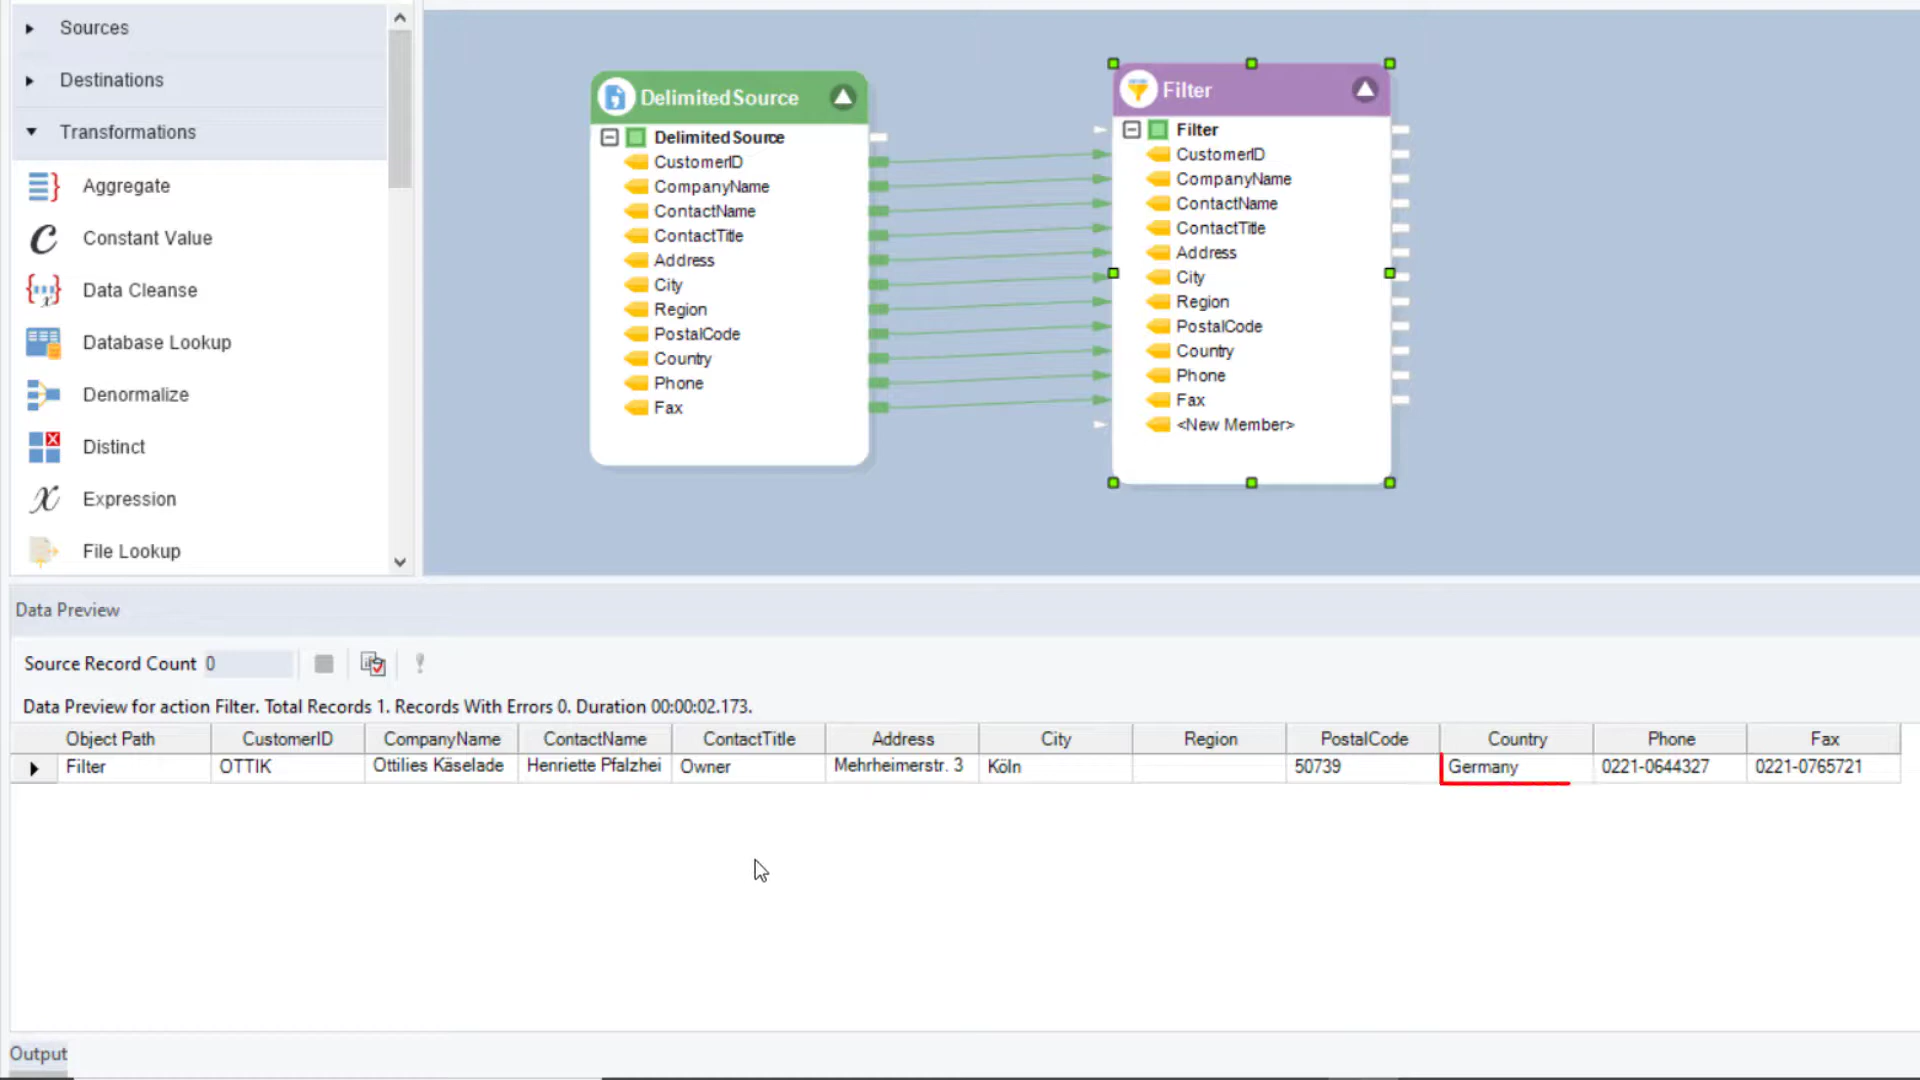 Sources
Destinations
Transformations
Aggregate
Constant Value
Data Cleanse
Database Lookup
Denormalize
Distinct
Expression
File Lookup
DelimitedSource
DelimitedSource
CustomerID
CompanyName
ContactName
ContactTitle
Address
City
Region
PostalCode
Country
Phone
Fax
Filter
Filter
CustomerID
CompanyName
ContactName
ContactTitle
Address
City
Region
PostalCode
Country
Phone
Fax
<New Member>
Data Preview
Source Record Count 0
Data Preview for action Filter. Total Records 1. Records With Errors 0. Duration 00:00:02.173.
Object Path CustomerID CompanyName ContactName ContactTitle Address City Region PostalCode Country Phone Fax
Filter OTTIK Ottilies Käselade Henriette Pfalzhei Owner Mehrheimerstr. 3 Köln 50739 Germany 0221-0644327 0221-0765721
Output